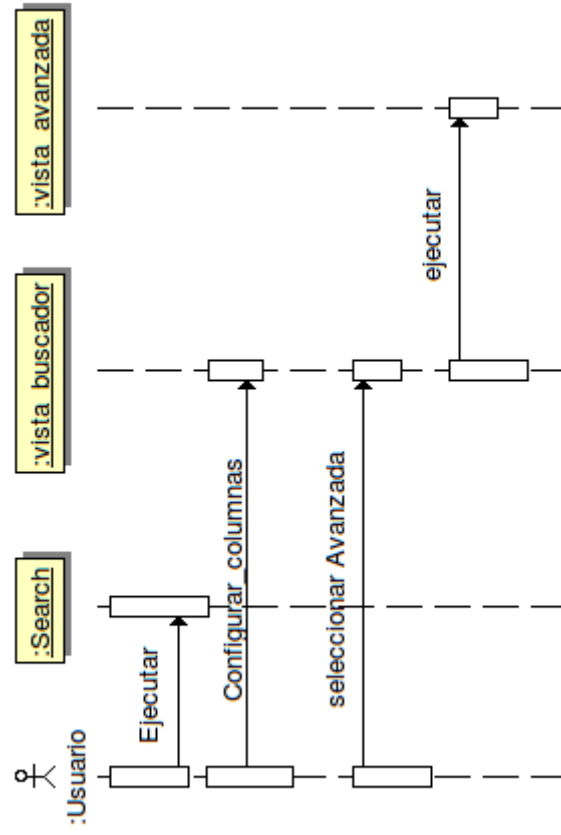 :Usuario
:Search
:vista_buscador
:vista_avanzada
Ejecutar
Configurar_columnas
seleccionar Avanzada
ejecutar